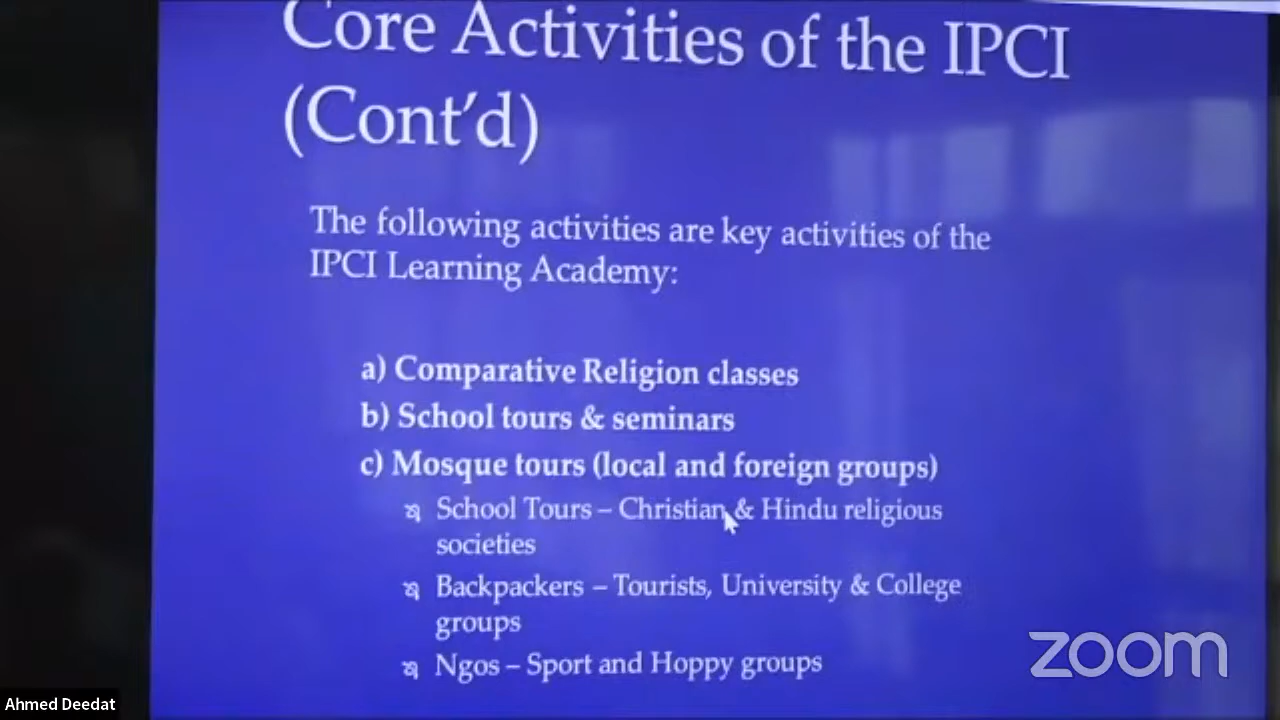 Core Activities of the IPCI
(Cont'd)
The following activities are key activities of the
IPCI Learning Academy:
a) Comparative Religion classes
b) School tours & seminars
c) Mosque tours (local and foreign groups)
School Tours – Christian & Hindu religious
societies
Backpackers – Tourists, University & College
groups
Ngos – Sport and Hoppy groups
zoom
Ahmed Deedat